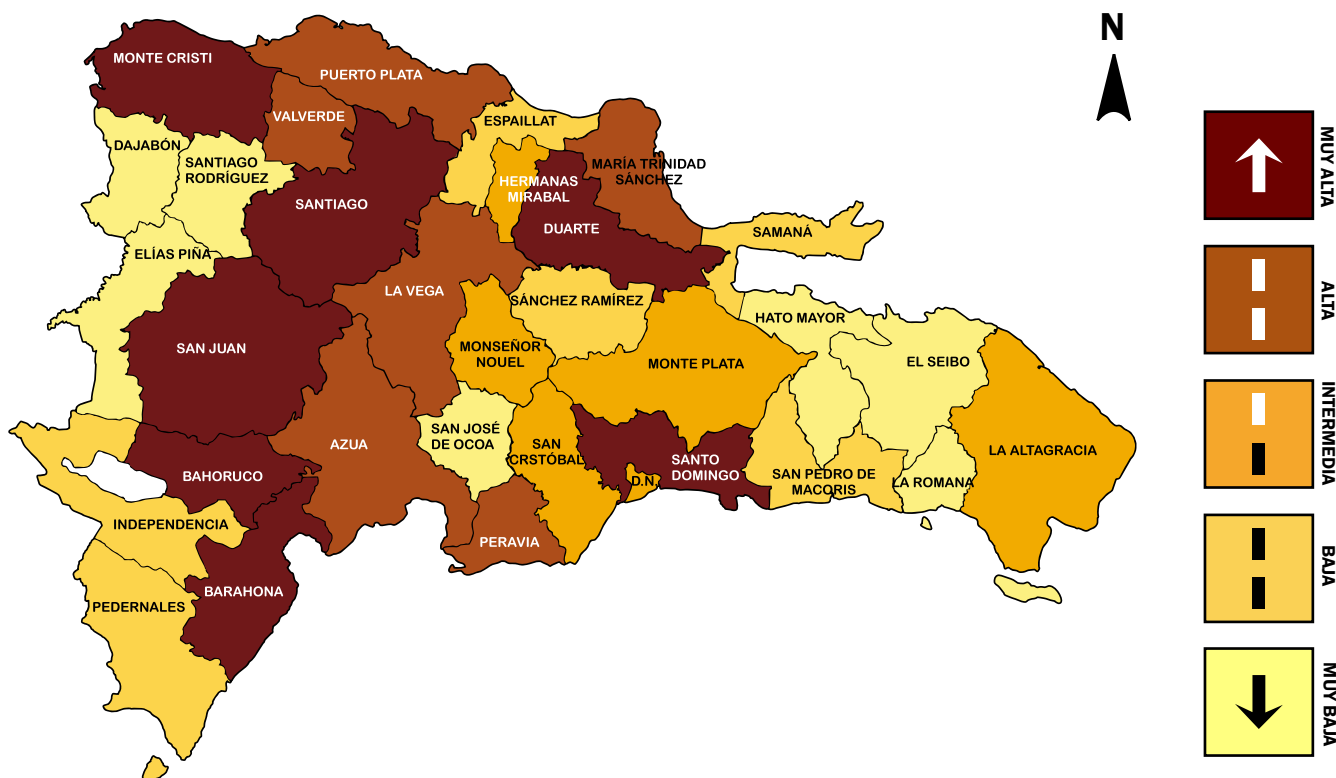 N
MONTE CRISTI
PUERTO PLATA
VALVERDE
ESPAILLAT
DAJABÓN
SANTIAGO
RODRÍGUEZ
MARÍA TRINIDAD
SÁNCHEZ
HERMANAS
MIRABAL
SANTIAGO
DUARTE
SAMANÁ
ELÍAS PIÑA
LA VEGA
SÁNCHEZ RAMÍREZ
HATO MAYOR
SAN JUAN
MONSEÑOR
NOUEL
MONTE PLATA
EL SEIBO
AZUA
SAN JOSÉ
DE OCOA
SAN
CRSTÓBAL
SANTO
DOMINGO
D.N.
SAN PEDRO DE
MACORIS
LA ROMANA
LA ALTAGRACIA
BAHORUCO
INDEPENDENCIA
PERAVIA
BARAHONA
PEDERNALES
MUY ALTA
ALTA
INTERMEDIA
BAJA
MUY BAJA